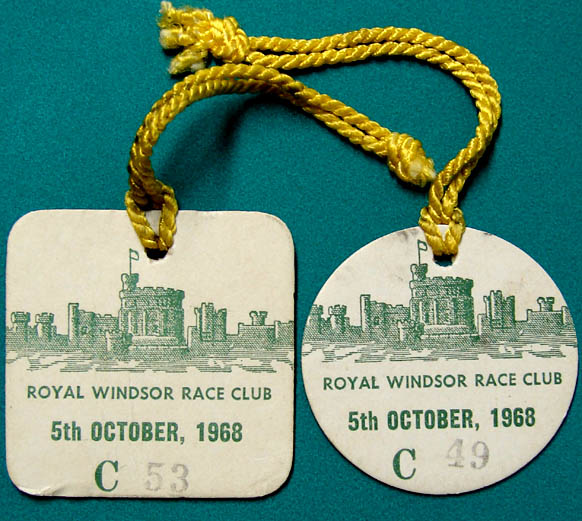 ROYAL WINDSOR RACE CLUB
5th OCTOBER, 1968
C 53
ROYAL WINDSOR RACE CLUB
5th OCTOBER, 1968
C 49